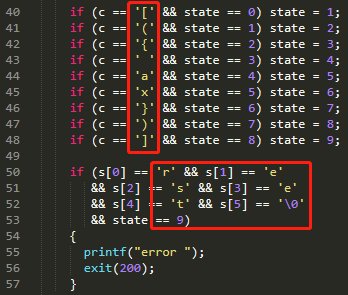 40 if (c == '[' && state == 0) state = 1;
41 if (c == '(' && state == 1) state = 2;
42 if (c == '{' && state == 2) state = 3;
43 if (c == ' ' && state == 3) state = 4;
44 if (c == 'a' && state == 4) state = 5;
45 if (c == 'x' && state == 5) state = 6;
46 if (c == '}' && state == 6) state = 7;
47 if (c == ')' && state == 7) state = 8;
48 if (c == ']' && state == 8) state = 9;
49
50 if (s[0] == 'r' && s[1] == 'e'
51 && s[2] == 's' && s[3] == 'e'
52 && s[4] == 't' && s[5] == '\0'
53 && state == 9)
54 {
55 printf("error ");
56 exit(200);
57 }